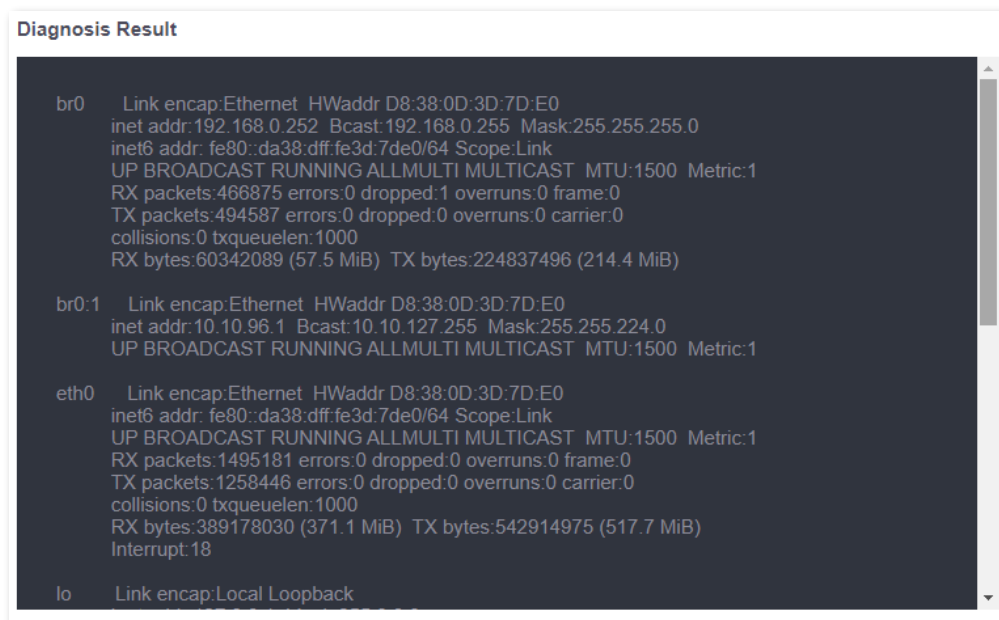 Diagnosis Result
br0 Link encap:Ethernet HWaddr D8:38:0D:3D:7D:E0
inet addr:192.168.0.252 Bcast:192.168.0.255 Mask:255.255.255.0
inet6 addr: fe80::da38:dff:fe3d:7de0/64 Scope:Link
UP BROADCAST RUNNING ALLMULTI MULTICAST MTU:1500 Metric:1
RX packets:466875 errors:0 dropped:1 overruns:0 frame:0
TX packets:494587 errors:0 dropped:0 overruns:0 carrier:0
collisions:0 txqueuelen:1000
RX bytes:60342089 (57.5 MiB) TX bytes:224837496 (214.4 MiB)
br0:1 Link encap:Ethernet HWaddr D8:38:0D:3D:7D:E0
inet addr:10.10.96.1 Bcast:10.10.127.255 Mask:255.255.224.0
UP BROADCAST RUNNING ALLMULTI MULTICAST MTU:1500 Metric:1
eth0 Link encap:Ethernet HWaddr D8:38:0D:3D:7D:E0
inet6 addr: fe80::da38:dff:fe3d:7de0/64 Scope:Link
UP BROADCAST RUNNING ALLMULTI MULTICAST MTU:1500 Metric:1
RX packets:1495181 errors:0 dropped:0 overruns:0 frame:0
TX packets:1258446 errors:0 dropped:0 overruns:0 carrier:0
collisions:0 txqueuelen:1000
RX bytes:389178030 (371.1 MiB) TX bytes:542914975 (517.7 MiB)
Interrupt:18
lo Link encap:Local Loopback